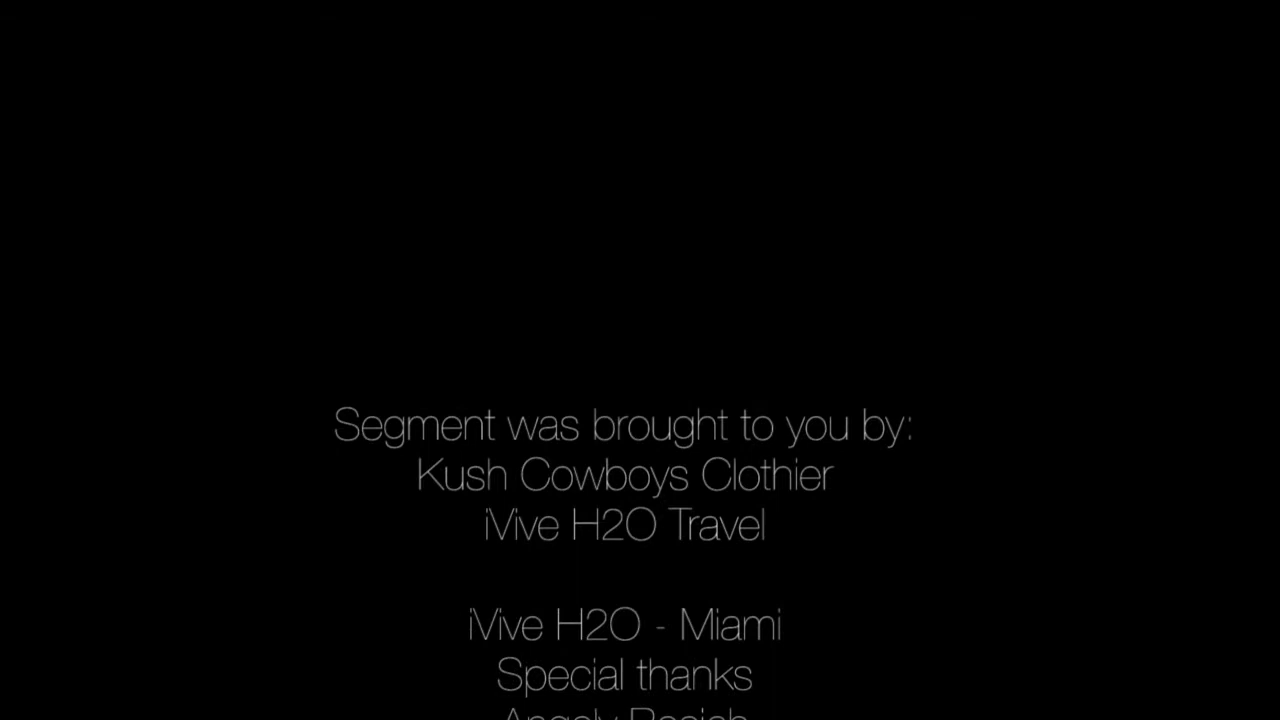 Segment was brought to you by:
Kush Cowboys Clothier
iVive H2O Travel
iVive H2O - Miami
Special thanks